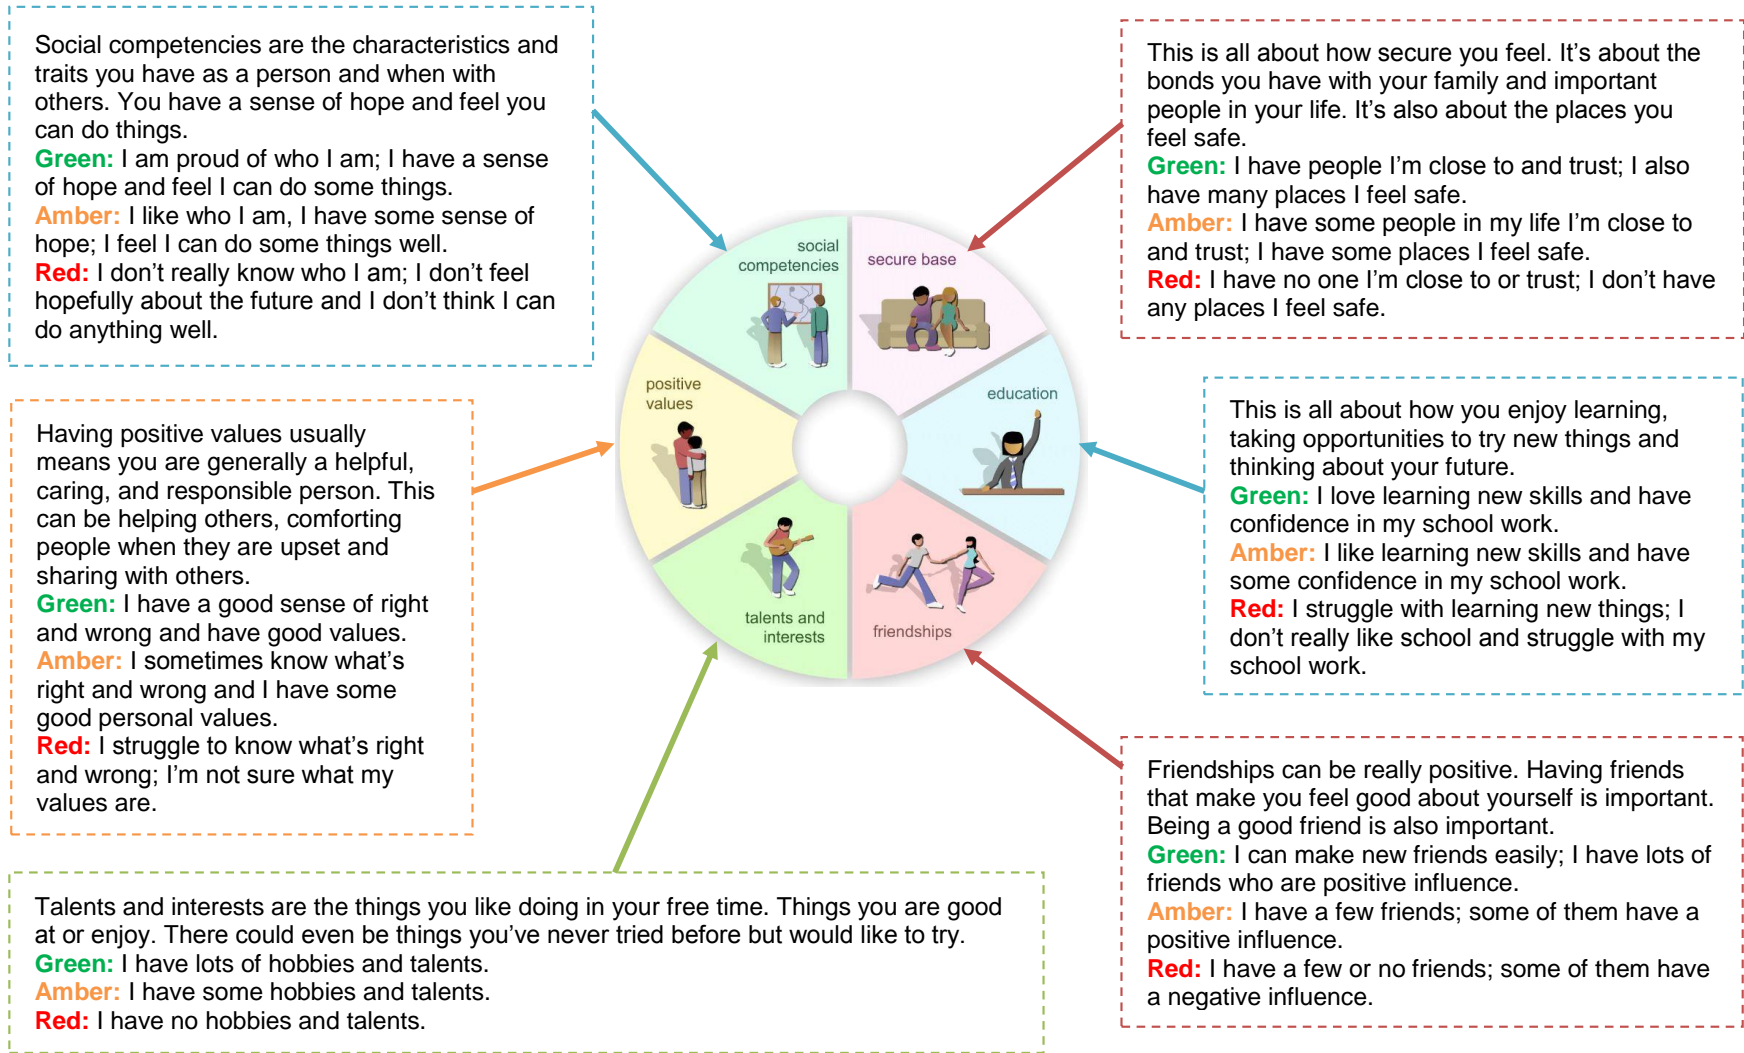 Social competencies are the characteristics and
traits you have as a person and when with
others. You have a sense of hope and feel you
can do things.
Green: I am proud of who I am; I have a sense
of hope and feel I can do some things.
Amber: I like who I am, I have some sense of
hope; I feel I can do some things well.
Red: I don’t really know who I am; I don’t feel
hopefully about the future and I don’t think I can
do anything well.
This is all about how secure you feel. It’s about the
bonds you have with your family and important
people in your life. It’s also about the places you
feel safe.
Green: I have people I’m close to and trust; I also
have many places I feel safe.
Amber: I have some people in my life I’m close to
and trust; I have some places I feel safe.
Red: I have no one I’m close to or trust; I don’t have
any places I feel safe.
social
competencies
secure base
positive
values
education
talents and
interests
friendships
Having positive values usually
means you are generally a helpful,
caring, and responsible person. This
can be helping others, comforting
people when they are upset and
sharing with others.
Green: I have a good sense of right
and wrong and have good values.
Amber: I sometimes know what’s
right and wrong and I have some
good personal values.
Red: I struggle to know what’s right
and wrong; I’m not sure what my
values are.
This is all about how you enjoy learning,
taking opportunities to try new things and
thinking about your future.
Green: I love learning new skills and have
confidence in my school work.
Amber: I like learning new skills and have
some confidence in my school work.
Red: I struggle with learning new things; I
don’t really like school and struggle with my
school work.
Talents and interests are the things you like doing in your free time. Things you are good
at or enjoy. There could even be things you’ve never tried before but would like to try.
Green: I have lots of hobbies and talents.
Amber: I have some hobbies and talents.
Red: I have no hobbies and talents.
Friendships can be really positive. Having friends
that make you feel good about yourself is important.
Being a good friend is also important.
Green: I can make new friends easily; I have lots of
friends who are positive influence.
Amber: I have a few friends; some of them have a
positive influence.
Red: I have a few or no friends; some of them have
a negative influence.